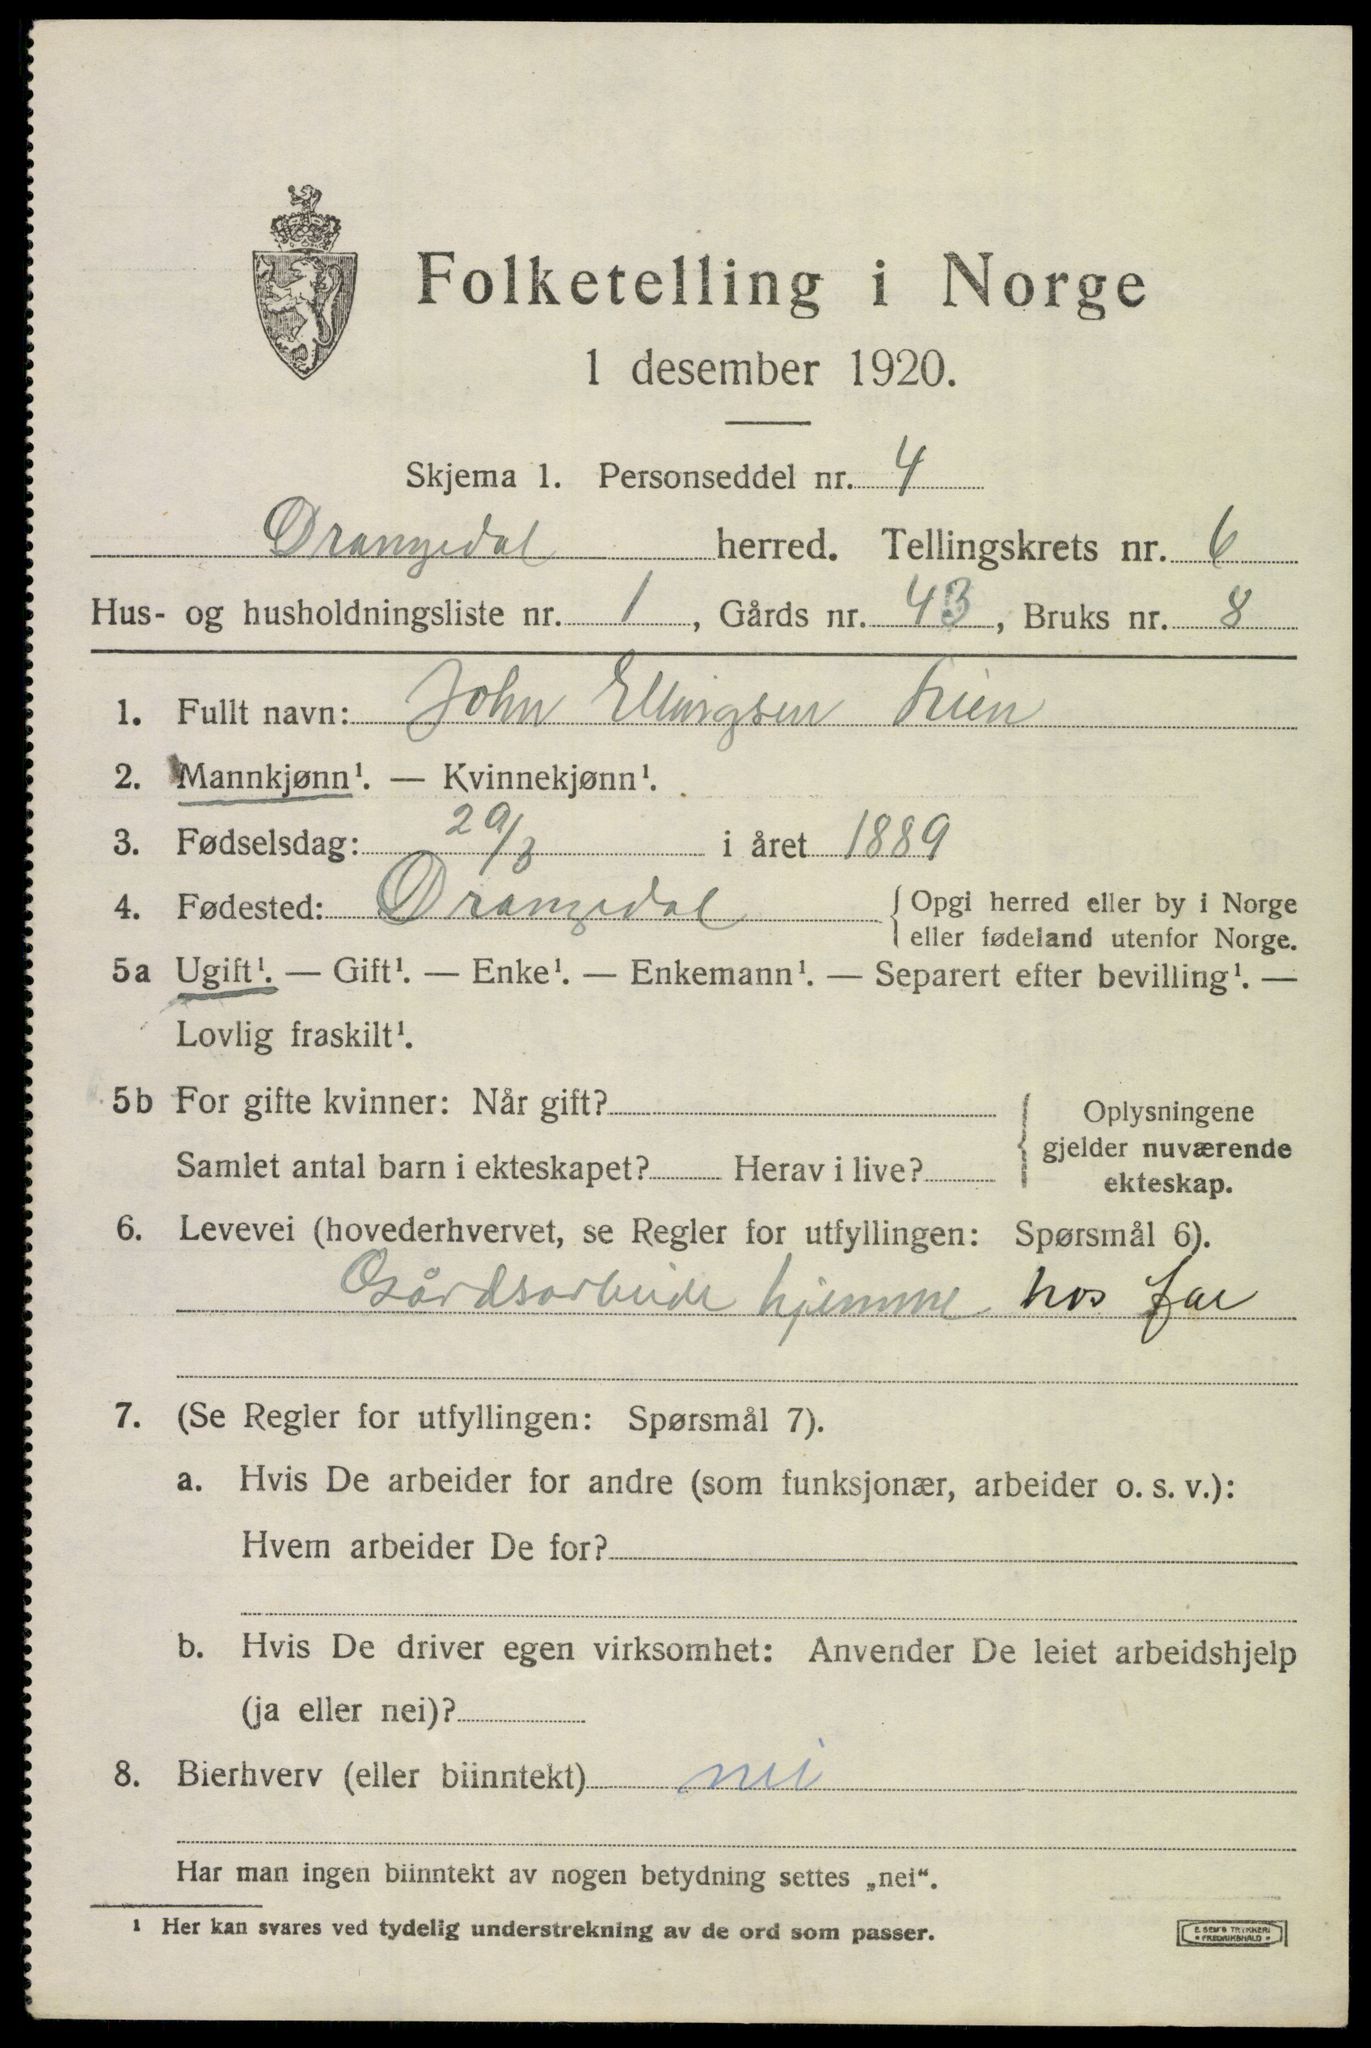 Folketelling i Norge
1 desember 1920.
Skjema 1. Personseddel nr. 4
Drangedal herred. Tellingskrets nr. 6
Hus- og husholdningsliste nr. 1, Gårds nr. 43, Bruks nr. 8
1. Fullt navn: John Ellingsen Lien
2. Mannkjønn¹. — Kvinnekjønn¹.
3. Fødselsdag: 29/3 i året 1889
4. Fødested: Drangedal { Opgi herred eller by i Norge
eller fødeland utenfor Norge.
5a Ugift¹. — Gift¹. — Enke¹. — Enkemann¹. — Separert efter bevilling¹. —
Lovlig fraskilt¹.
5b For gifte kvinner: Når gift?
Samlet antal barn i ekteskapet? Herav i live?
{ Oplysningene
gjelder nuværende
ekteskap.
6. Levevei (hovederhvervet, se Regler for utfyllingen: Spørsmål 6).
Gårdsarbeide hjemme hos far
7. (Se Regler for utfyllingen: Spørsmål 7).
a. Hvis De arbeider for andre (som funksjonær, arbeider o. s. v.):
Hvem arbeider De for?
b. Hvis De driver egen virksomhet: Anvender De leiet arbeidshjelp
(ja eller nei)?
8. Bierhverv (eller biinntekt) nei
Har man ingen biinntekt av nogen betydning settes „nei“.
¹ Her kan svares ved tydelig understrekning av de ord som passer.
E. SEM'S TRYKKERI
• FREDRIKSHALD •